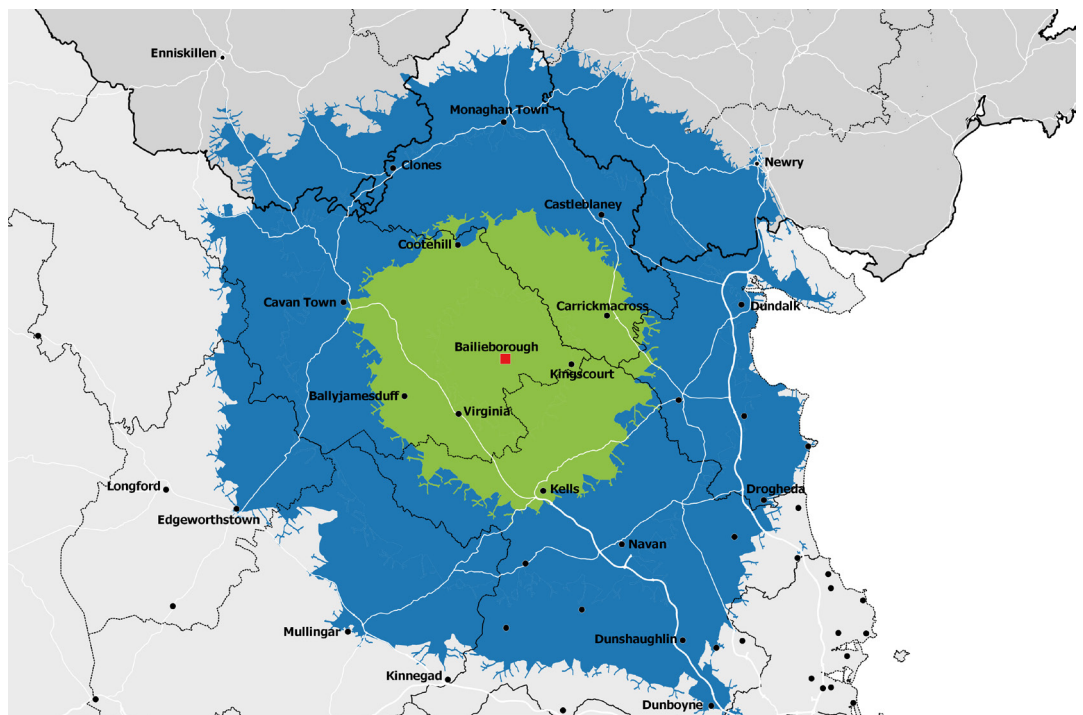 Enniskillen
Monaghan Town
Clones
Newry
Castleblaney
Cootehill
Cavan Town
Carrickmacross
Dundalk
Bailieborough
Kingscourt
Ballyjamesduff
Virginia
Longford
Kells
Drogheda
Edgeworthstown
Navan
Mullingar
Dunshaughlin
Kinnegad
Dunboyne